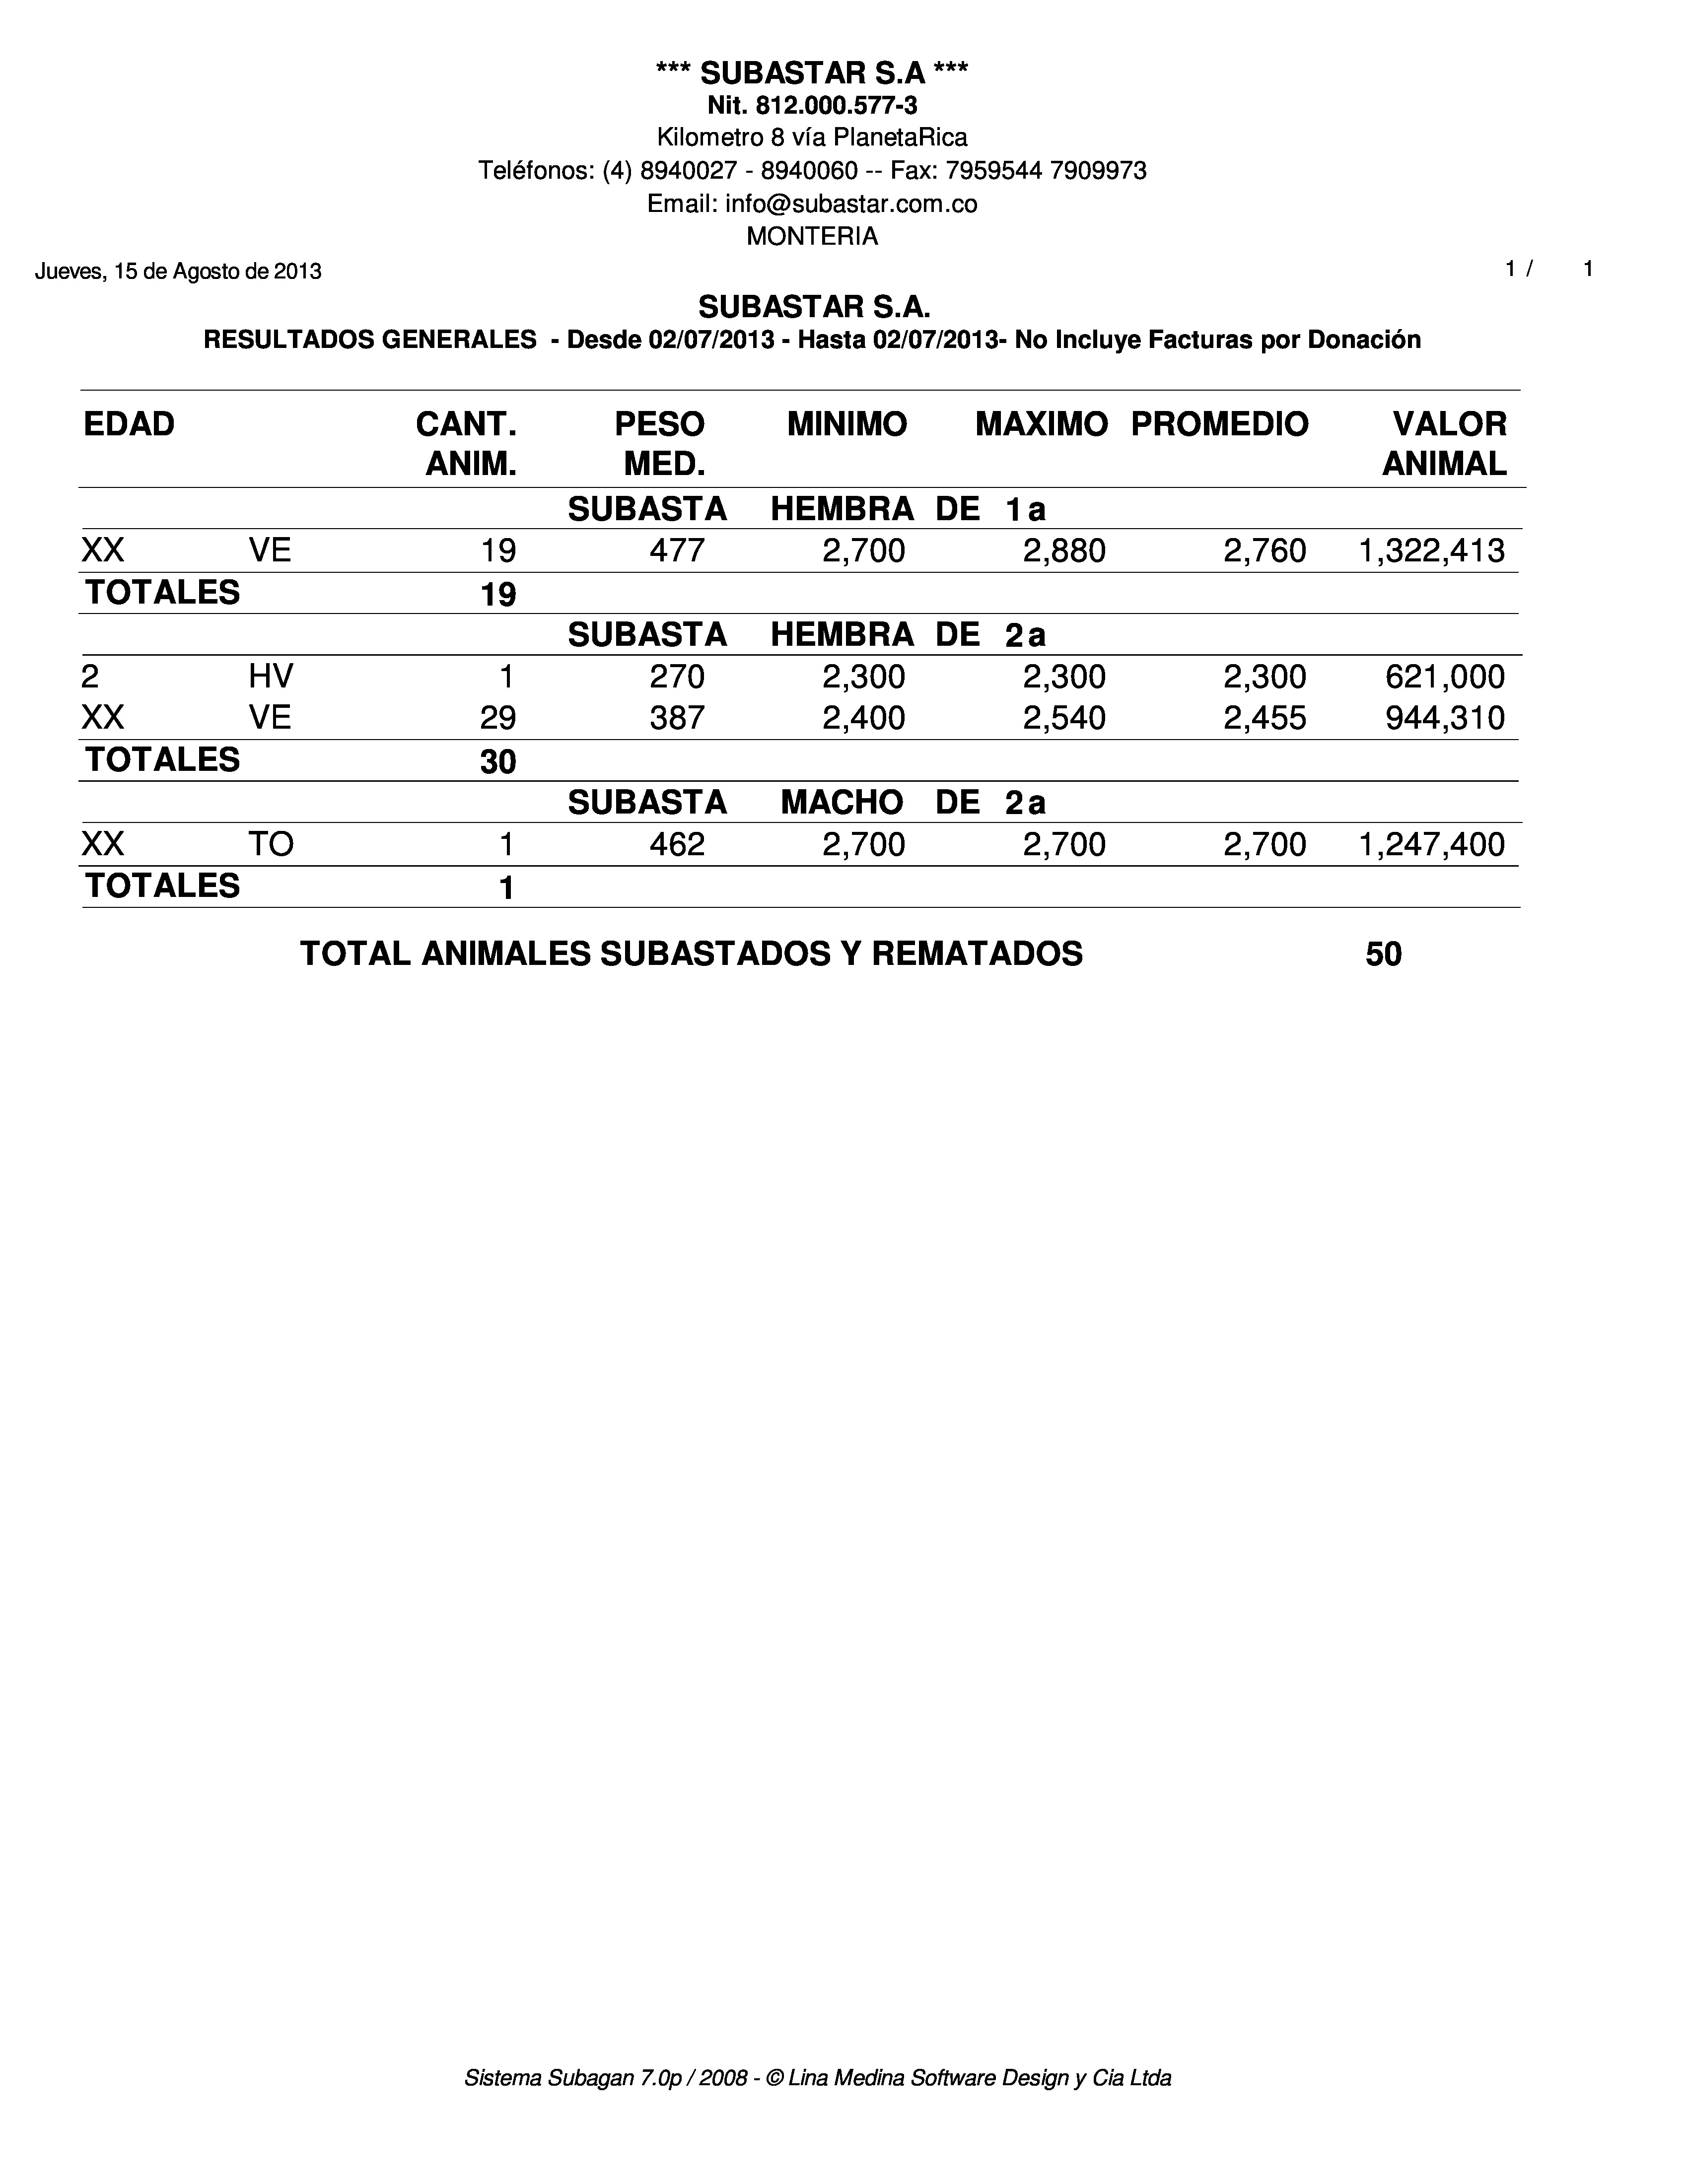 *** SUBASTAR S.A ***
Nit. 812.000.577-3
Kilometro 8 vía PlanetaRica
Teléfonos: (4) 8940027 - 8940060 -- Fax: 7959544 7909973
Email: info@subastar.com.co
MONTERIA
Jueves, 15 de Agosto de 2013 1 / 1
SUBASTAR S.A.
RESULTADOS GENERALES - Desde 02/07/2013 - Hasta 02/07/2013- No Incluye Facturas por Donación
EDAD CANT. PESO MINIMO MAXIMO PROMEDIO VALOR
ANIM. MED. ANIMAL
SUBASTA HEMBRA DE 1a
XX VE 19 477 2,700 2,880 2,760 1,322,413
TOTALES 19
SUBASTA HEMBRA DE 2a
2 HV 1 270 2,300 2,300 2,300 621,000
XX VE 29 387 2,400 2,540 2,455 944,310
TOTALES 30
SUBASTA MACHO DE 2a
XX TO 1 462 2,700 2,700 2,700 1,247,400
TOTALES 1
TOTAL ANIMALES SUBASTADOS Y REMATADOS 50
Sistema Subagan 7.0p / 2008 - © Lina Medina Software Design y Cia Ltda